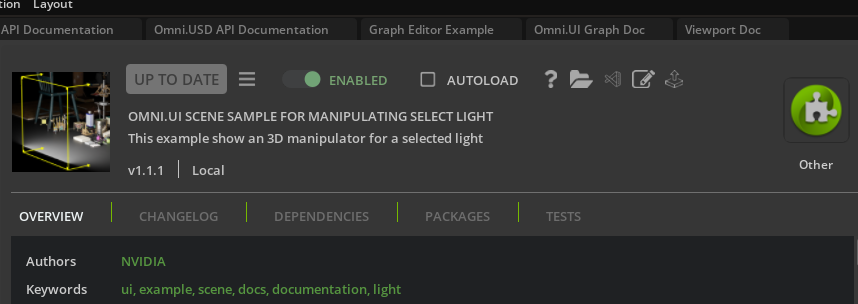 tion Layout
API Documentation Omni.USD API Documentation Graph Editor Example Omni.UI Graph Doc Viewport Doc
UP TO DATE ENABLED AUTOLOAD ?
OMNI.UI SCENE SAMPLE FOR MANIPULATING SELECT LIGHT
This example show an 3D manipulator for a selected light
v1.1.1 Local
Other
OVERVIEW CHANGELOG DEPENDENCIES PACKAGES TESTS
Authors NVIDIA
Keywords ui, example, scene, docs, documentation, light